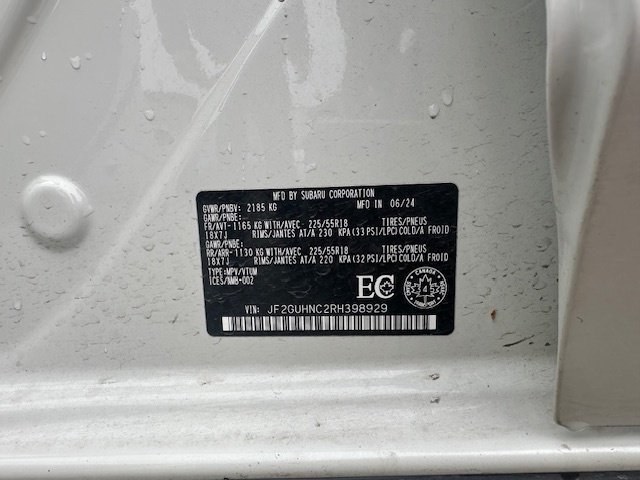 MFD BY SUBARU CORPORATION
GVWR/PNBV: 2185 KG MFD IN 06/24
GAWR/PNBE:
FR/AVT-1165 KG WITH/AVEC 225/55R18 TIRES/PNEUS
18X7J RIMS/JANTES AT/A 230 KPA (33 PSI/LPC) COLD/A FROID
GAWR/PNBE:
RR/ARR-1130 KG WITH/AVEC 225/55R18 TIRES/PNEUS
18X7J RIMS/JANTES AT/A 220 KPA (32 PSI/LPC) COLD/A FROID
TYPE:MPV/VTUM
ICES/NMB-002
EC
CANADA
VIN: JF2GUHNC2RH398929